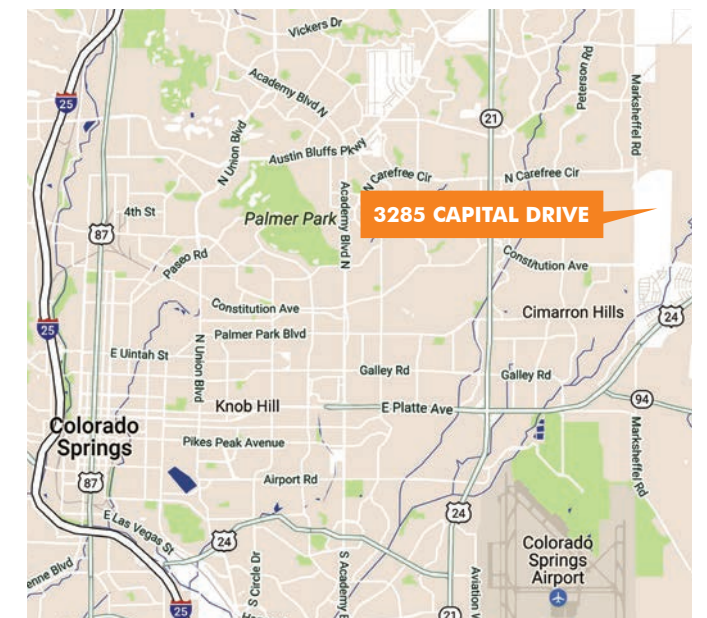 Vickers Dr
Peterson Rd
Marksheffel Rd
25
Academy Blvd N
21
N Union Blvd
Austin Bluffs Pkwy
N Carefree Cir
N Carefree Cir
Academy Blvd N
4th St
Palmer Park
3285 CAPITAL DRIVE
87
Paseo Rd
Constitution Ave
Constitution Ave
Cimarron Hills
24
25
Palmer Park Blvd
N Union Blvd
E Uintah St
Galley Rd
Galley Rd
94
Knob Hill
E Platte Ave
Colorado
Springs
Pikes Peak Avenue
Marksheffel Rd
87
Airport Rd
E Las Vegas St
24
24
Colorado
Springs
Airport
enne Blvd
S Circle Dr
S Academy B
Aviation W
25
21